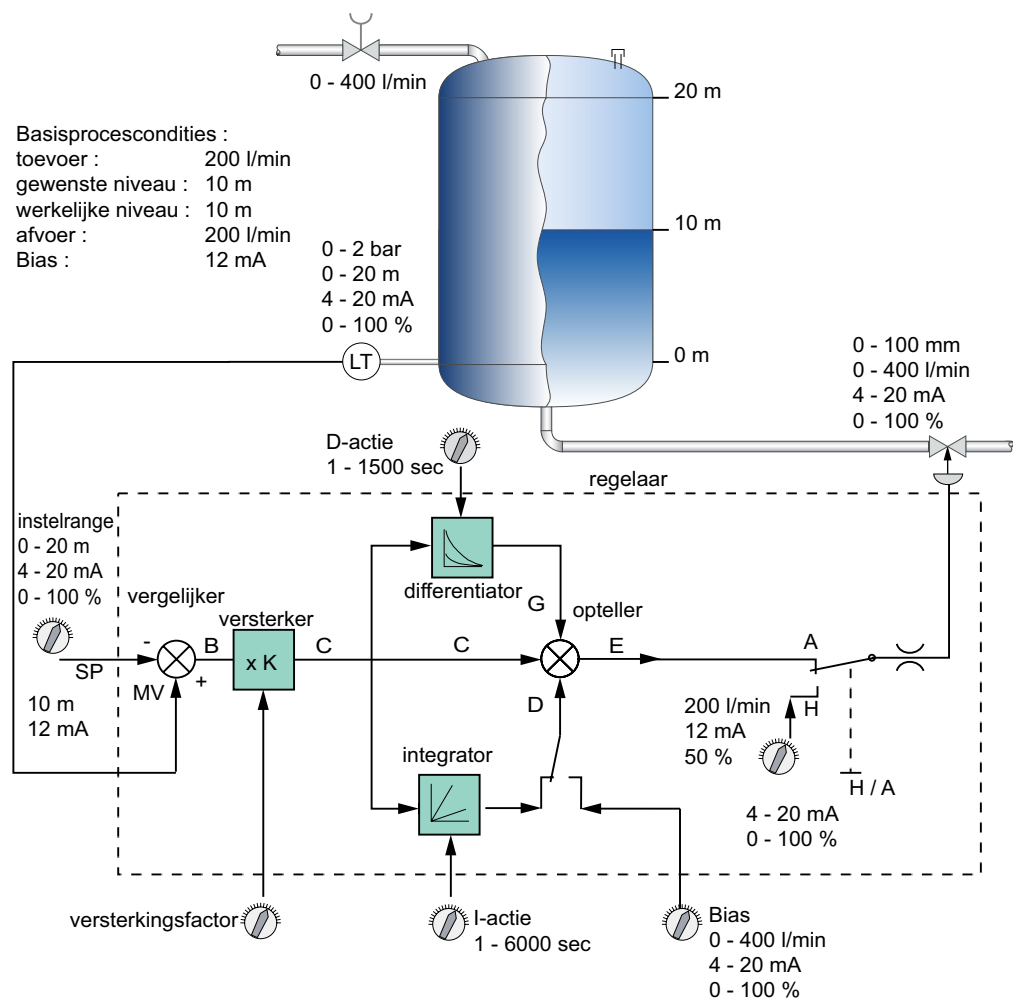 0 - 400 l/min
20 m
10 m
0 m
Basisprocescondities :
toevoer : 200 l/min
gewenste niveau : 10 m
werkelijke niveau : 10 m
afvoer : 200 l/min
Bias : 12 mA
0 - 2 bar
0 - 20 m
4 - 20 mA
0 - 100 %
LT
0 - 100 mm
0 - 400 l/min
4 - 20 mA
0 - 100 %
D-actie
1 - 1500 sec
regelaar
instelrange
0 - 20 m
4 - 20 mA
0 - 100 %
vergelijker
versterker
differentiator
G
opteller
-
B
x K
C
C
E
A
SP
MV
+
10 m
12 mA
D
H
200 l/min
12 mA
50 %
integrator
H / A
4 - 20 mA
0 - 100 %
versterkingsfactor
I-actie
1 - 6000 sec
Bias
0 - 400 l/min
4 - 20 mA
0 - 100 %